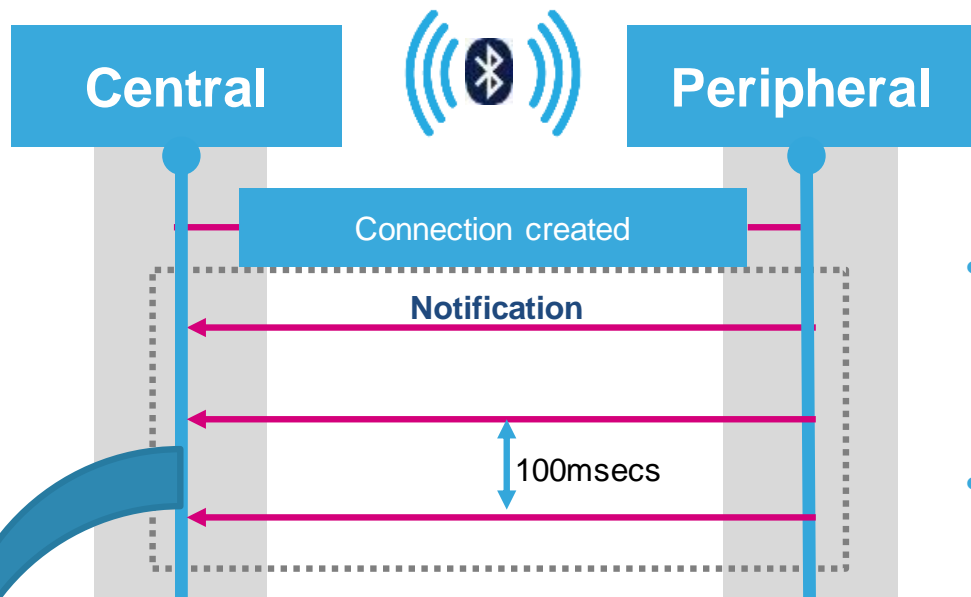 Central
Peripheral
Connection created
Notification
100msecs